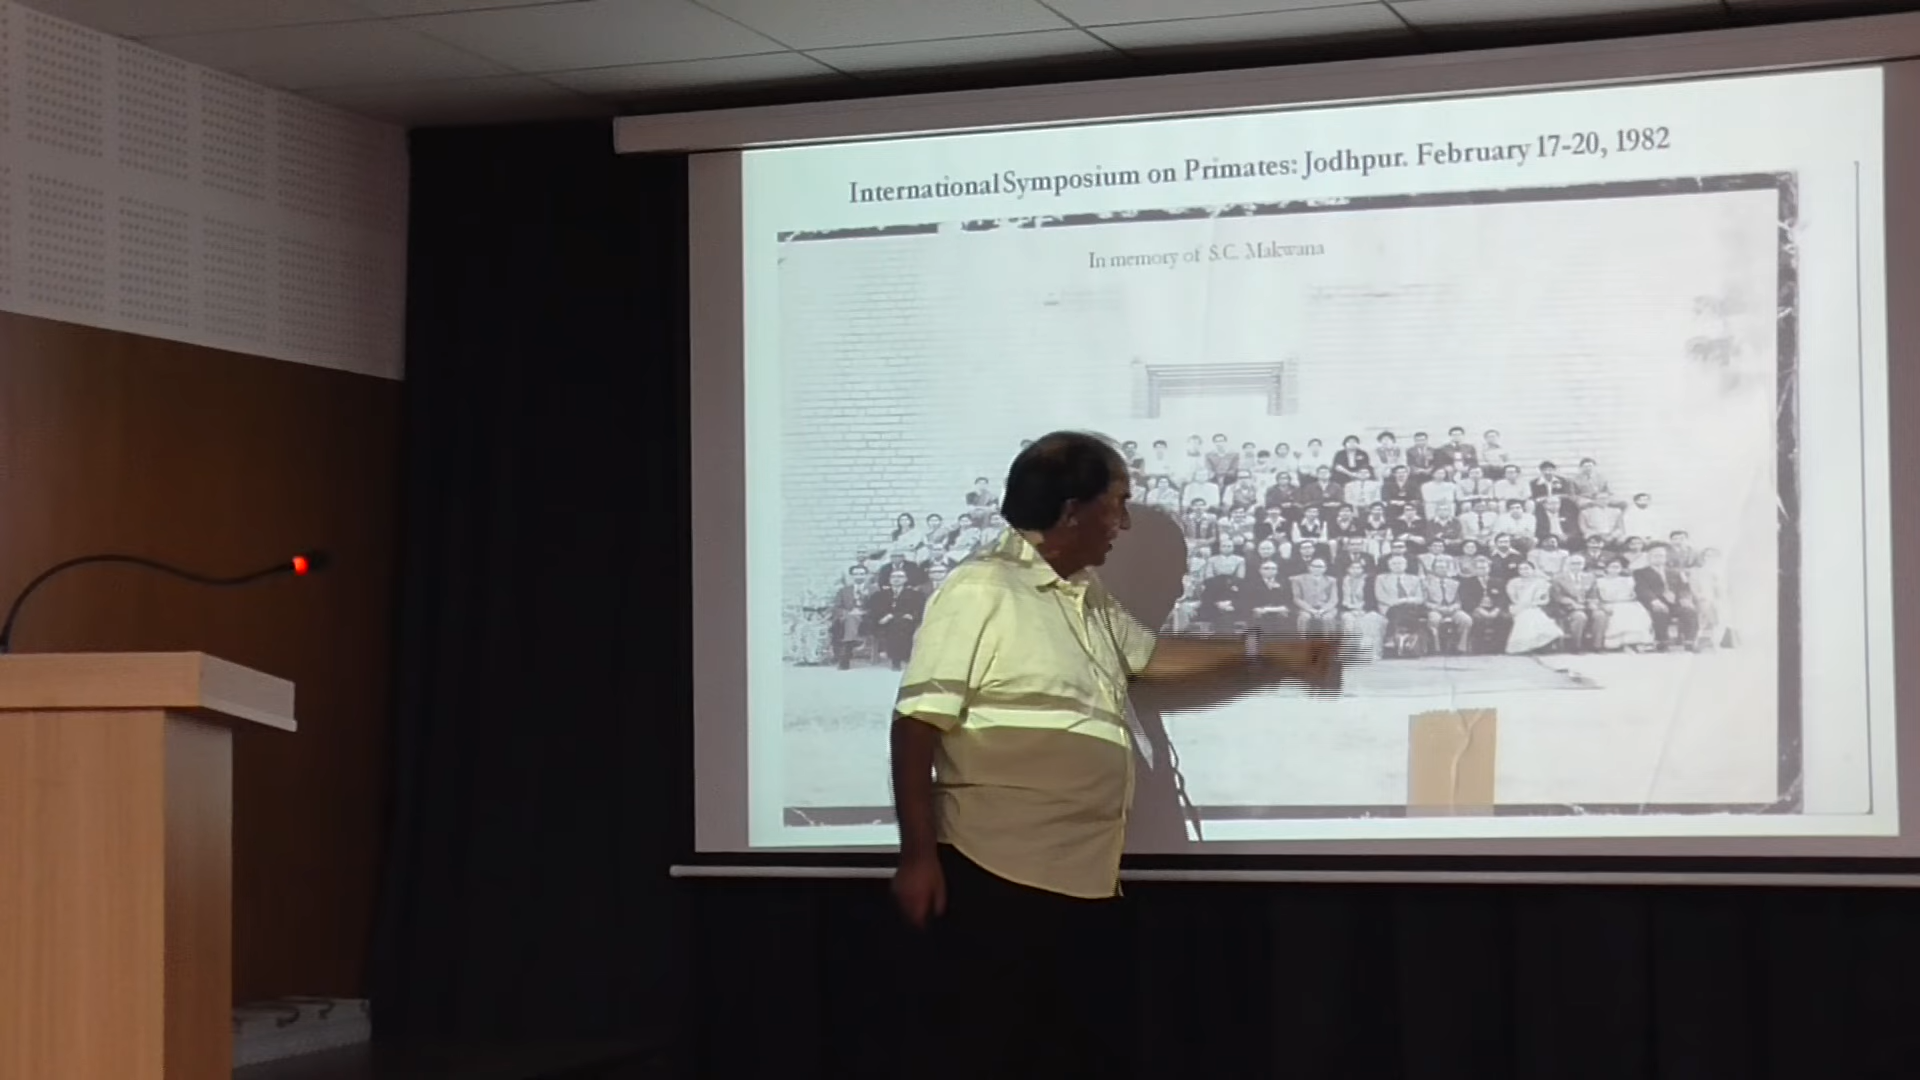 International Symposium on Primates: Jodhpur. February 17-20, 1982
In memory of S.C. Makwana